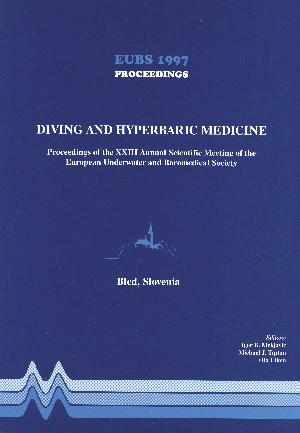 EUBS 1997
PROCEEDINGS
DIVING AND HYPERBARIC MEDICINE
Proceedings of the XXIII Annual Scientific Meeting of the
European Underwater and Baromedical Society
Bled, Slovenia
Editors:
Igor B. Mekjavic
Michael J. Tipton
Ola Eiken